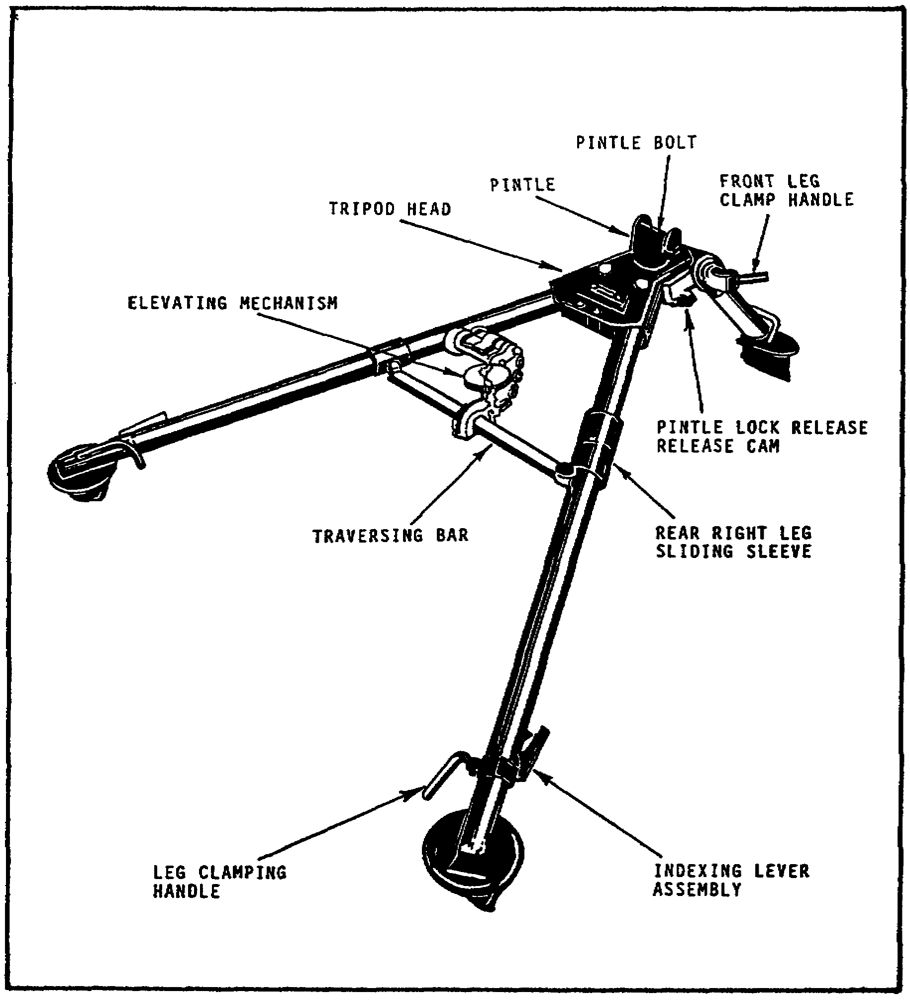 PINTLE BOLT
PINTLE
FRONT LEG
CLAMP HANDLE
TRIPOD HEAD
ELEVATING MECHANISM
PINTLE LOCK RELEASE
RELEASE CAM
TRAVERSING BAR
REAR RIGHT LEG
SLIDING SLEEVE
LEG CLAMPING
HANDLE
INDEXING LEVER
ASSEMBLY